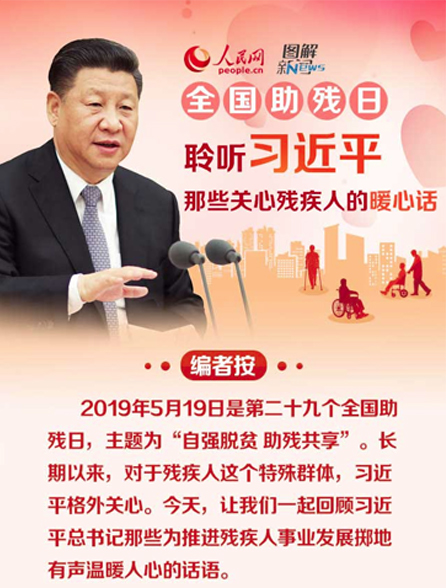 人民网
people.cn
图解
新闻News
全国助残日
聆听习近平
那些关心残疾人的暖心话
编者按
2019年5月19日是第二十九个全国助
残日，主题为“自强脱贫 助残共享”。长
期以来，对于残疾人这个特殊群体，习近
平格外关心。今天，让我们一起回顾习近
平总书记那些为推进残疾人事业发展掷地
有声温暖人心的话语。